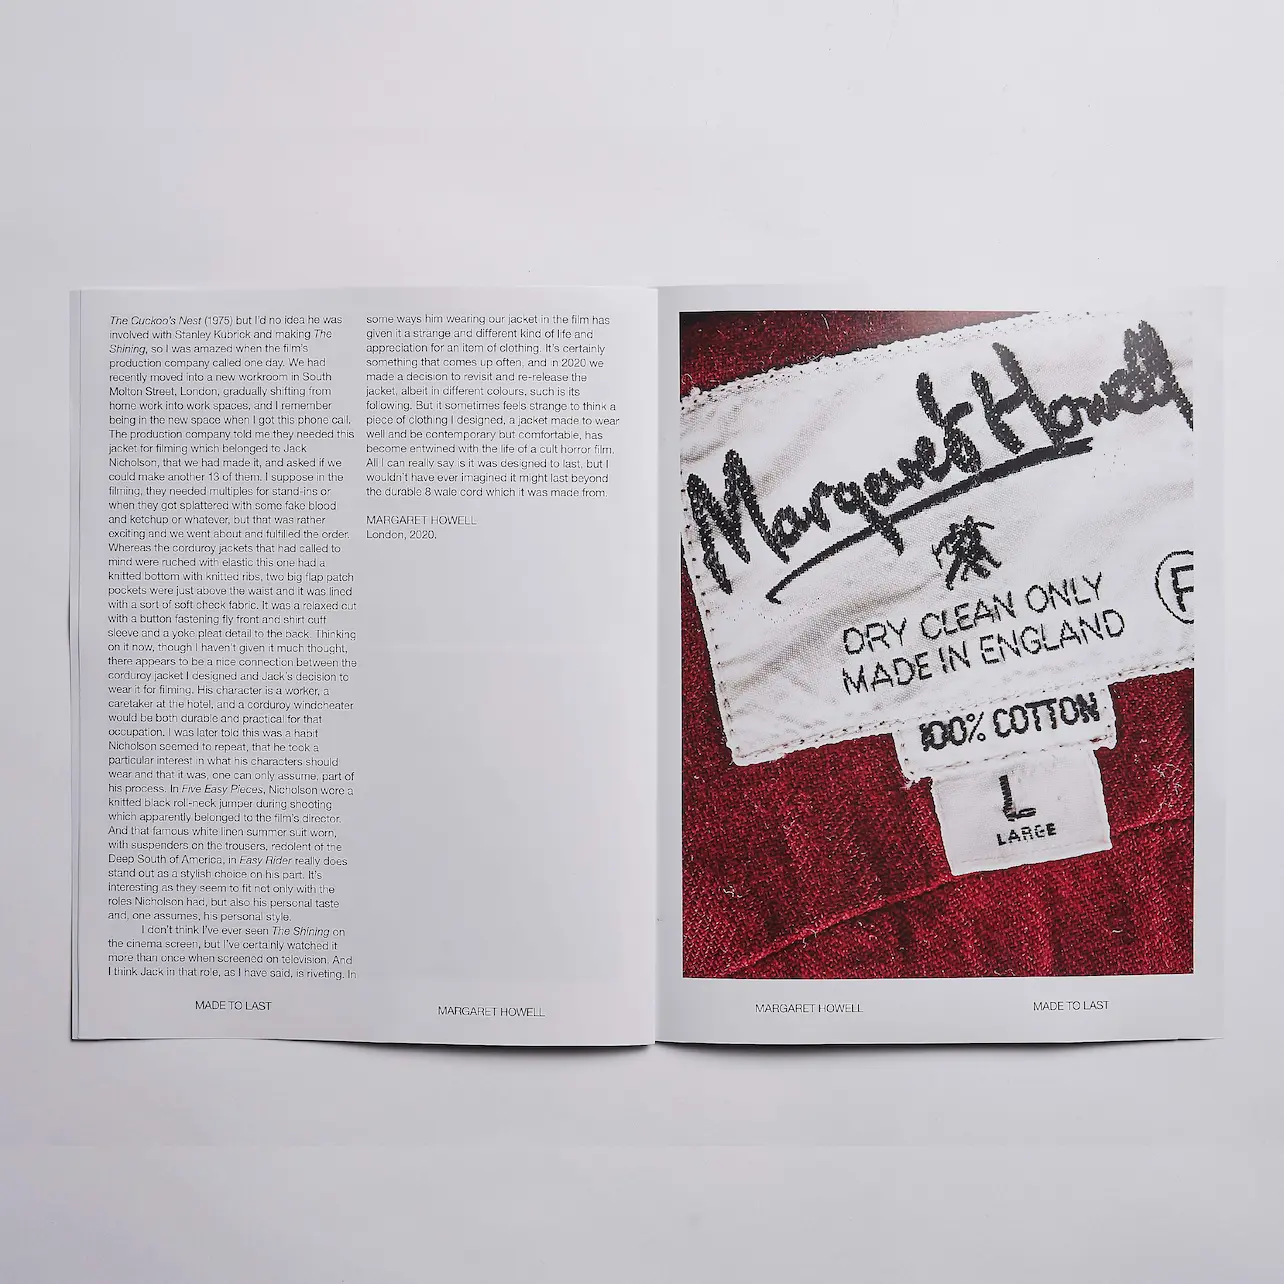 The Cuckoo's Nest (1975) but I'd no idea he was
involved with Stanley Kubrick and making The
Shining, so I was amazed when the film's
production company called one day. We had
recently moved into a new workroom in South
Molton Street, London, gradually shifting from
home work into work spaces, and I remember
being in the new space when I got this phone call.
The production company told me they needed this
jacket for filming which belonged to Jack
Nicholson, that we had made it, and asked if we
could make another 13 of them. I suppose in the
filming, they needed multiples for stand-ins or
when they got splattered with some fake blood
and ketchup or whatever, but that was rather
exciting and we went about and fulfilled the order.
Whereas the corduroy jackets that had called to
mind were ruched with elastic this one had a
knitted bottom with knitted ribs, two big flap patch
pockets were just above the waist and it was lined
with a sort of soft check fabric. It was a relaxed cut
with a button fastening fly front and shirt cuff
sleeve and a yoke pleat detail to the back. Thinking
on it now, though I haven't given it much thought,
there appears to be a nice connection between the
corduroy jacket I designed and Jack's decision to
wear it for filming. His character is a worker, a
caretaker at the hotel, and a corduroy windcheater
would be both durable and practical for that
occupation. I was later told this was a habit
Nicholson seemed to repeat, that he took a
particular interest in what his characters should
wear and that it was, one can only assume, part of
his process. In Five Easy Pieces, Nicholson wore a
knitted black roll-neck jumper during shooting
which apparently belonged to the film's director.
And that famous white linen summer suit worn,
with suspenders on the trousers, redolent of the
Deep South of America, in Easy Rider really does
stand out as a stylish choice on his part. It's
interesting as they seem to fit not only with the
roles Nicholson had, but also his personal taste
and, one assumes, his personal style.
I don't think I've ever seen The Shining on
the cinema screen, but I've certainly watched it
more than once when screened on television. And
I think Jack in that role, as I have said, is riveting. In
some ways him wearing our jacket in the film has
given it a strange and different kind of life and
appreciation for an item of clothing. It's certainly
something that comes up often, and in 2020 we
made a decision to revisit and re-release the
jacket, albeit in different colours, such is its
following. But it sometimes feels strange to think a
piece of clothing I designed, a jacket made to wear
well and be contemporary but comfortable, has
become entwined with the life of a cult horror film.
All I can really say is it was designed to last, but I
wouldn't have ever imagined it might last beyond
the durable 8 wale cord which it was made from.
MARGARET HOWELL
London, 2020.
MADE TO LAST
MARGARET HOWELL
Margaret Howell
DRY CLEAN ONLY
MADE IN ENGLAND
P
100% COTTON
L
LARGE
MARGARET HOWELL
MADE TO LAST